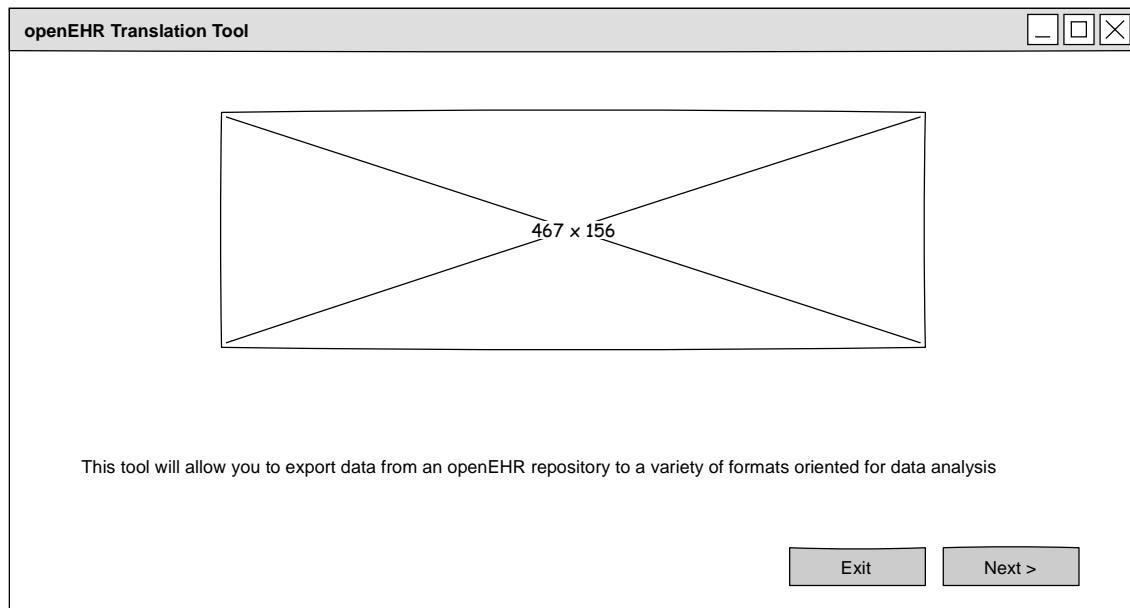 openEHR Translation Tool
467 x 156
This tool will allow you to export data from an openEHR repository to a variety of formats oriented for data analysis
Exit
Next >